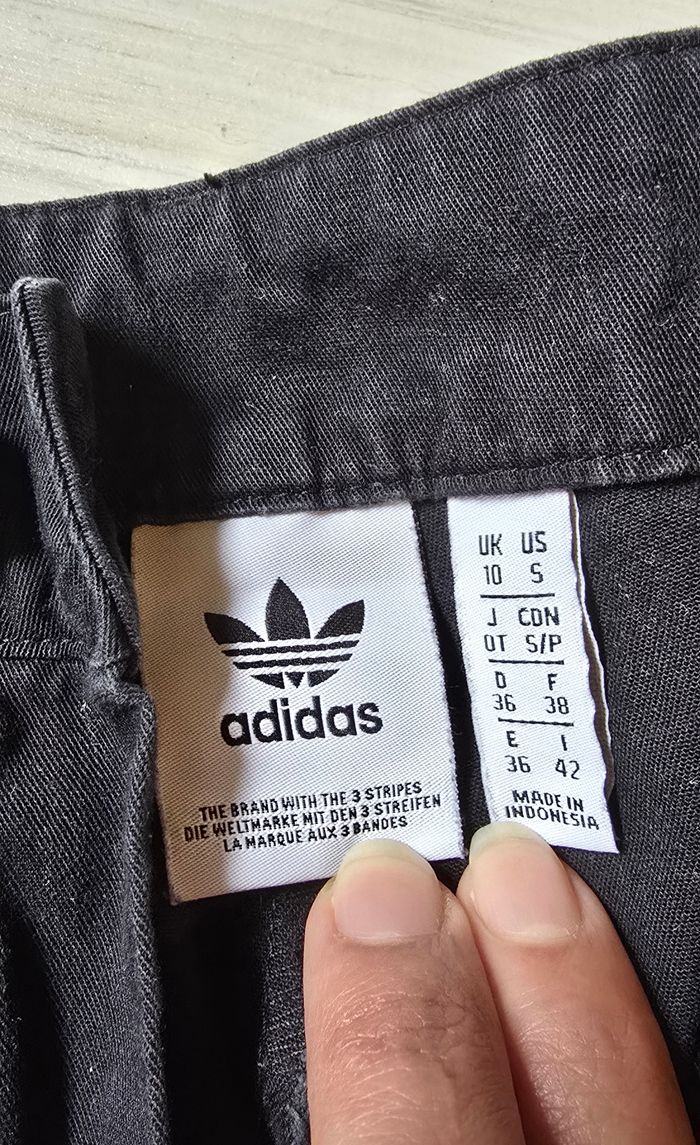 adidas
THE BRAND WITH THE 3 STRIPES
DIE WELTMARKE MIT DEN 3 STREIFEN
LA MARQUE AUX 3 BANDES
UK US
10 S
J CDN
OT S/P
D F
36 38
E I
36 42
MADE IN
INDONESIA